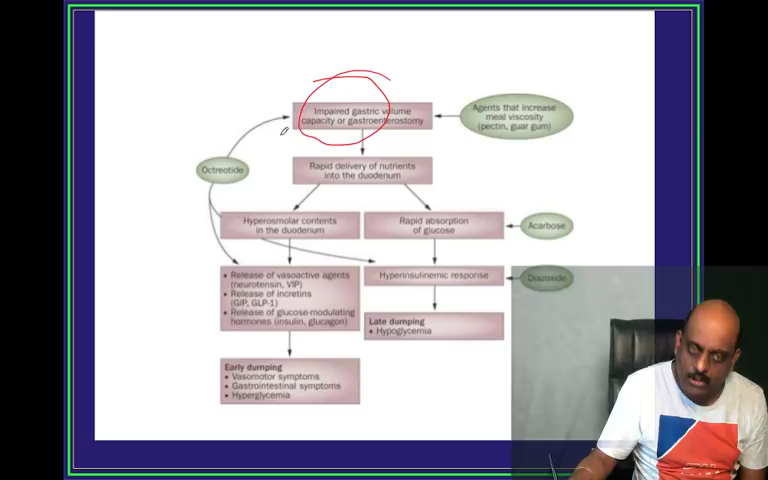 Impaired gastric volume
capacity or gastroenterostomy
Agents that increase
meal viscosity
(pectin, guar gum)
Octreotide
Rapid delivery of nutrients
into the duodenum
Hyperosmolar contents
in the duodenum
Rapid absorption
of glucose
Acarbose
• Release of vasoactive agents
(neurotensin, VIP)
• Release of incretins
(GIP, GLP-1)
• Release of glucose-modulating
hormones (insulin, glucagon)
Hyperinsulinemic response
Diazoxide
Late dumping
• Hypoglycemia
Early dumping
• Vasomotor symptoms
• Gastrointestinal symptoms
• Hyperglycemia